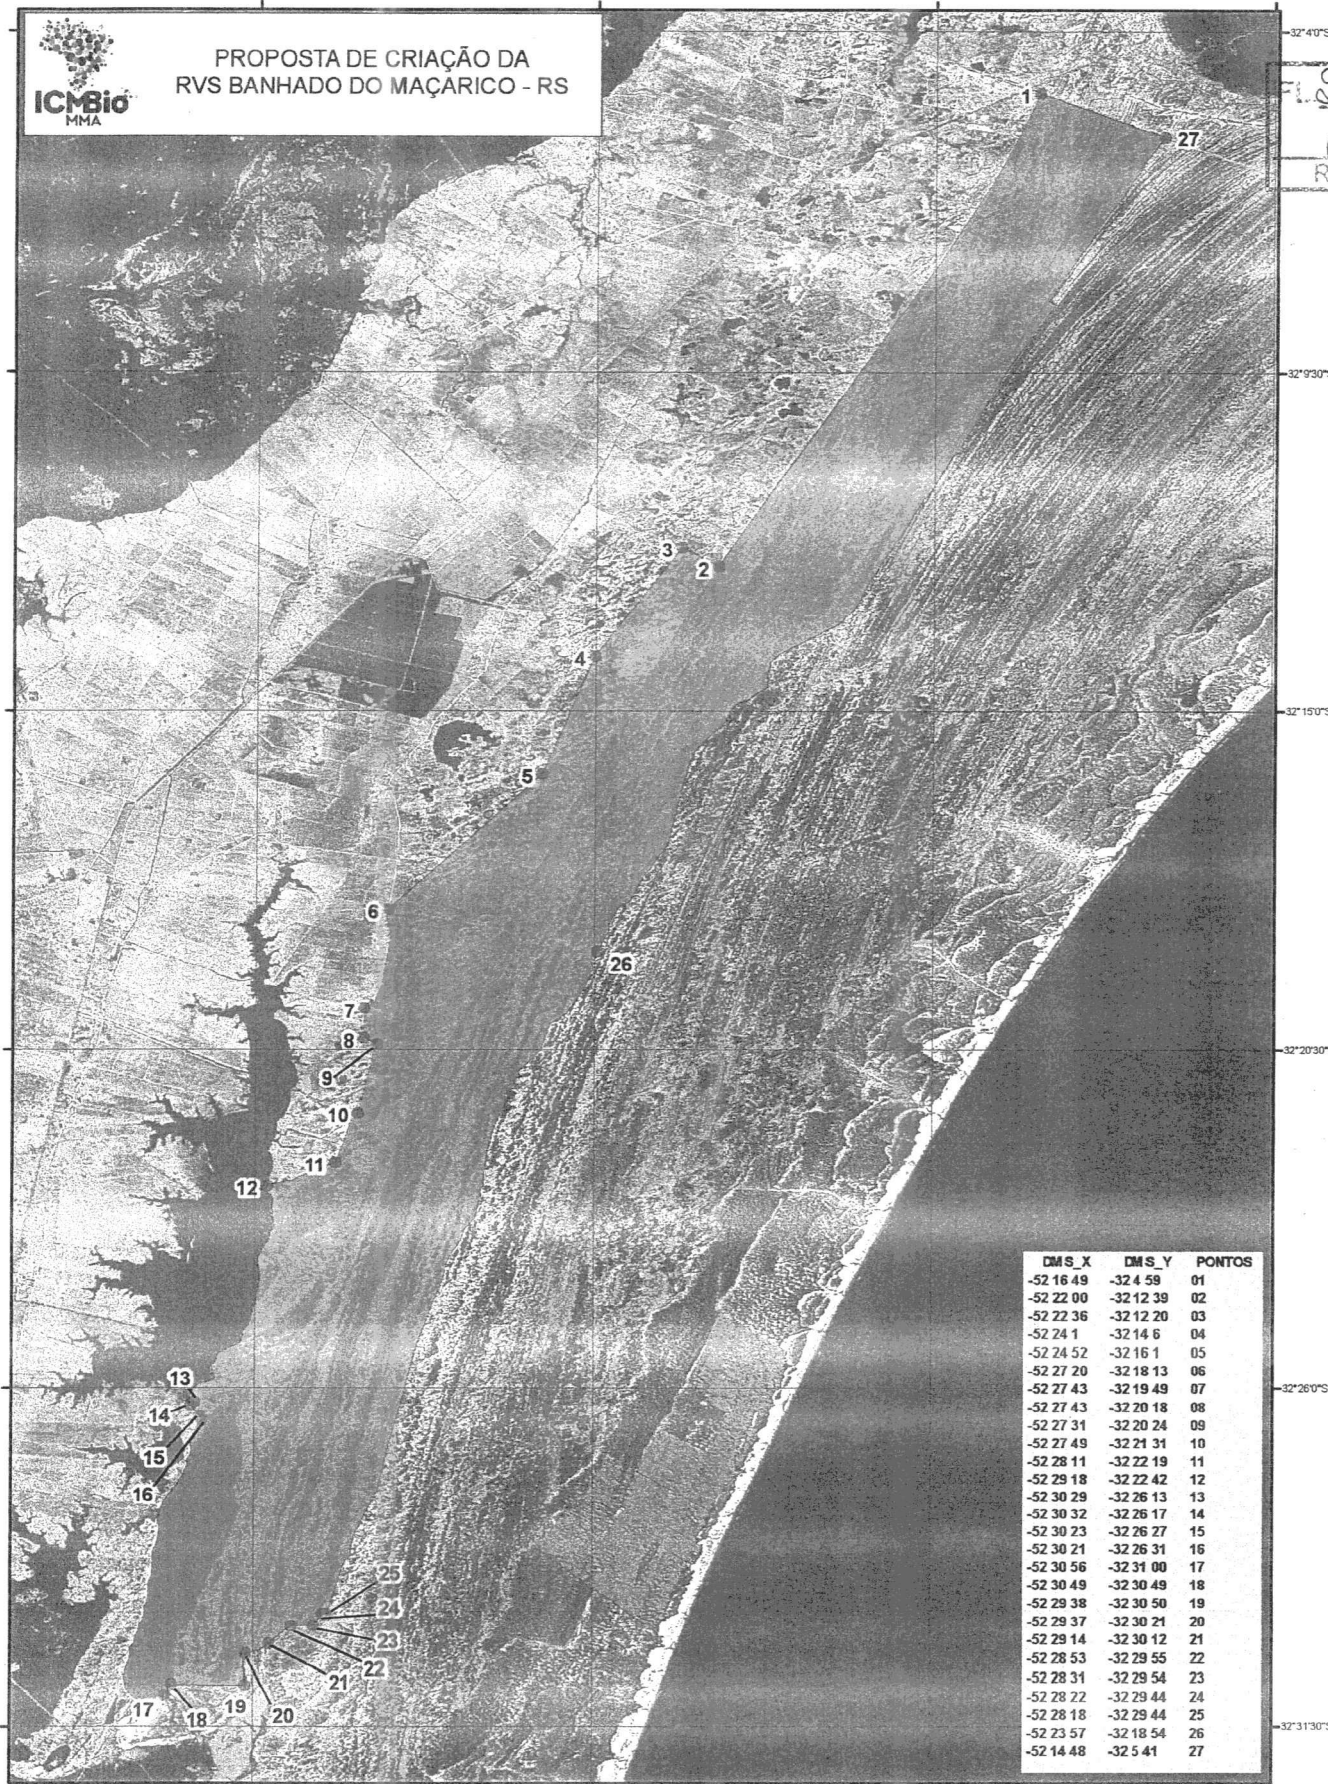 ICMBio
MMA
PROPOSTA DE CRIAÇÃO DA
RVS BANHADO DO MAÇARICO - RS
32°4'0"S
1
27
32°9'30"S
3
2
4
32°15'0"S
5
6
26
7
8
32°20'30"S
9
10
11
12
DMS_X DMS_Y PONTOS
-52 16 49 -32 4 59 01
-52 22 00 -32 12 39 02
-52 22 36 -32 12 20 03
-52 24 1 -32 14 6 04
-52 24 52 -32 16 1 05
-52 27 20 -32 18 13 06
-52 27 43 -32 19 49 07
-52 27 43 -32 20 18 08
-52 27 31 -32 20 24 09
-52 27 49 -32 21 31 10
-52 28 11 -32 22 19 11
-52 29 18 -32 22 42 12
-52 30 29 -32 26 13 13
-52 30 32 -32 26 17 14
-52 30 23 -32 26 27 15
-52 30 21 -32 26 31 16
-52 30 56 -32 31 00 17
-52 30 49 -32 30 49 18
-52 29 38 -32 30 50 19
-52 29 37 -32 30 21 20
-52 29 14 -32 30 12 21
-52 28 53 -32 29 55 22
-52 28 31 -32 29 54 23
-52 28 22 -32 29 44 24
-52 28 18 -32 29 44 25
-52 23 57 -32 18 54 26
-52 14 48 -32 5 41 27
13
32°26'0"S
14
15
16
25
24
23
22
21
20
19
18
17
32°31'30"S